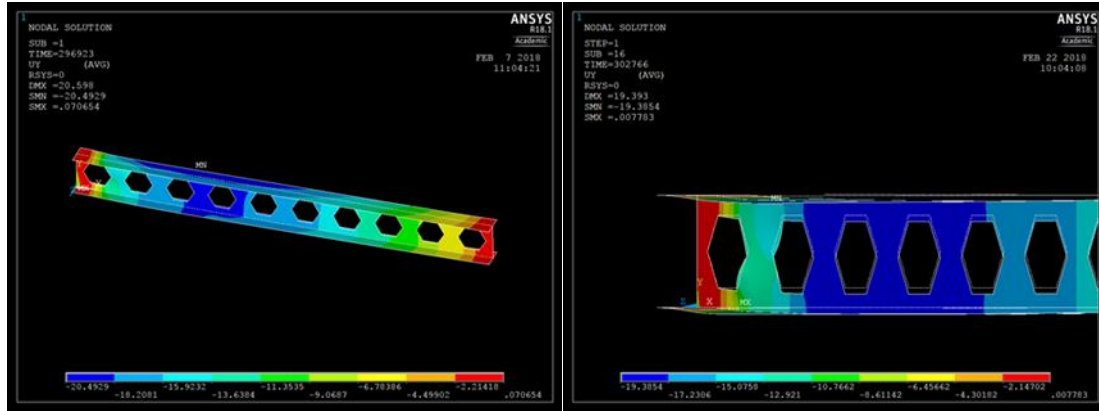 1
NODAL SOLUTION
SUB =1
TIME=296923
UY (AVG)
RSYS=0
DMX =20.598
SMN =-20.4929
SMX =.070654
ANSYS
R18.1
Academic
FEB 7 2018
11:04:21
MN
Y
X
MX
-20.4929 -15.9232 -11.3535 -6.78386 -2.21418
-18.2081 -13.6384 -9.0687 -4.49902 .070654
1
NODAL SOLUTION
STEP=1
SUB =16
TIME=302766
UY (AVG)
RSYS=0
DMX =19.393
SMN =-19.3854
SMX =.007783
ANSYS
R18.1
Academic
FEB 22 2018
10:04:08
MN
Y
Z X MX
-19.3854 -15.0758 -10.7662 -6.45662 -2.14702
-17.2306 -12.921 -8.61142 -4.30182 .007783